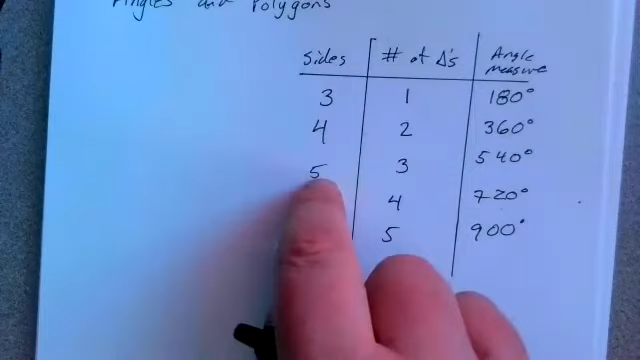 Angles and Polygons
Sides # of Δ's Angle measure
3 1 180°
4 2 360°
5 3 540°
4 720°
5 900°